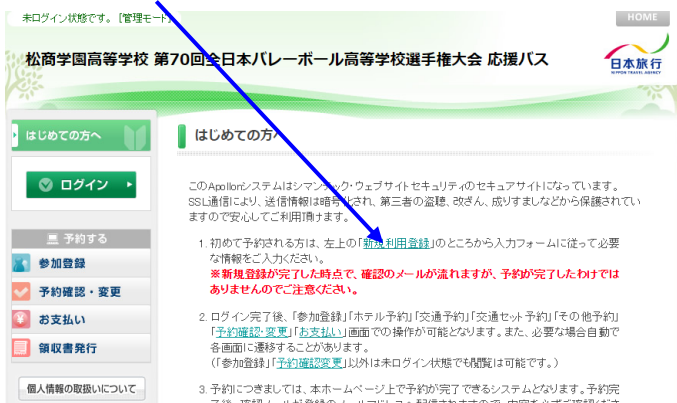 未ログイン状態です。【管理モード
HOME
松商学園高等学校 第70回全日本バレーボール高等学校選手権大会 応援バス
日本旅行
NIPPON TRAVEL AGENCY
はじめての方へ
はじめての方へ
ログイン
このApollonシステムはシマンテック・ウェブサイトセキュリティのセキュアサイトになっています。
SSL通信により、送信情報は暗号化され、第三者の盗聴、改ざん、成りすましなどから保護されてい
ますので安心してご利用頂けます。
予約する
参加登録
予約確認・変更
お支払い
領収書発行
個人情報の取扱いについて
1. 初めて予約される方は、左上の「新規利用登録」のところから入力フォームに従って必要
な情報をご入力ください。
※新規登録が完了した時点で、確認のメールが流れますが、予約が完了したわけでは
ありませんのでご注意ください。
2. ログイン完了後、「参加登録」「ホテル予約」「交通予約」「交通セット予約」「その他予約」
「予約確認・変更」「お支払い」画面での操作が可能となります。また、必要な場合自動で
各画面に遷移することがあります。
(「参加登録」「予約確認変更」以外は未ログイン状態でも閲覧は可能です。)
3. 予約につきましては、本ホームページ上で予約が完了できるシステムとなります。予約完